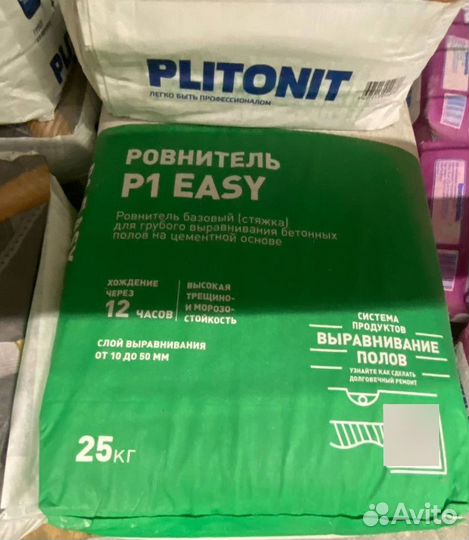 PLITONIT
ЛЕГКО БЫТЬ ПРОФЕССИОНАЛОМ
РОВНИТЕЛЬ
Р1 EASY
Ровнитель базовый (стяжка)
для грубого выравнивания бетонных
полов на цементной основе
ХОЖДЕНИЕ
ЧЕРЕЗ
12 ЧАСОВ
ВЫСОКАЯ
ТРЕЩИНО-
И МОРОЗО-
СТОЙКОСТЬ
СЛОЙ ВЫРАВНИВАНИЯ
ОТ 10 ДО 50 ММ
СИСТЕМА
ПРОДУКТОВ
ВЫРАВНИВАНИЕ
ПОЛОВ
УЗНАЙТЕ КАК СДЕЛАТЬ
ДОЛГОВЕЧНЫЙ РЕМОНТ
25КГ
Avito